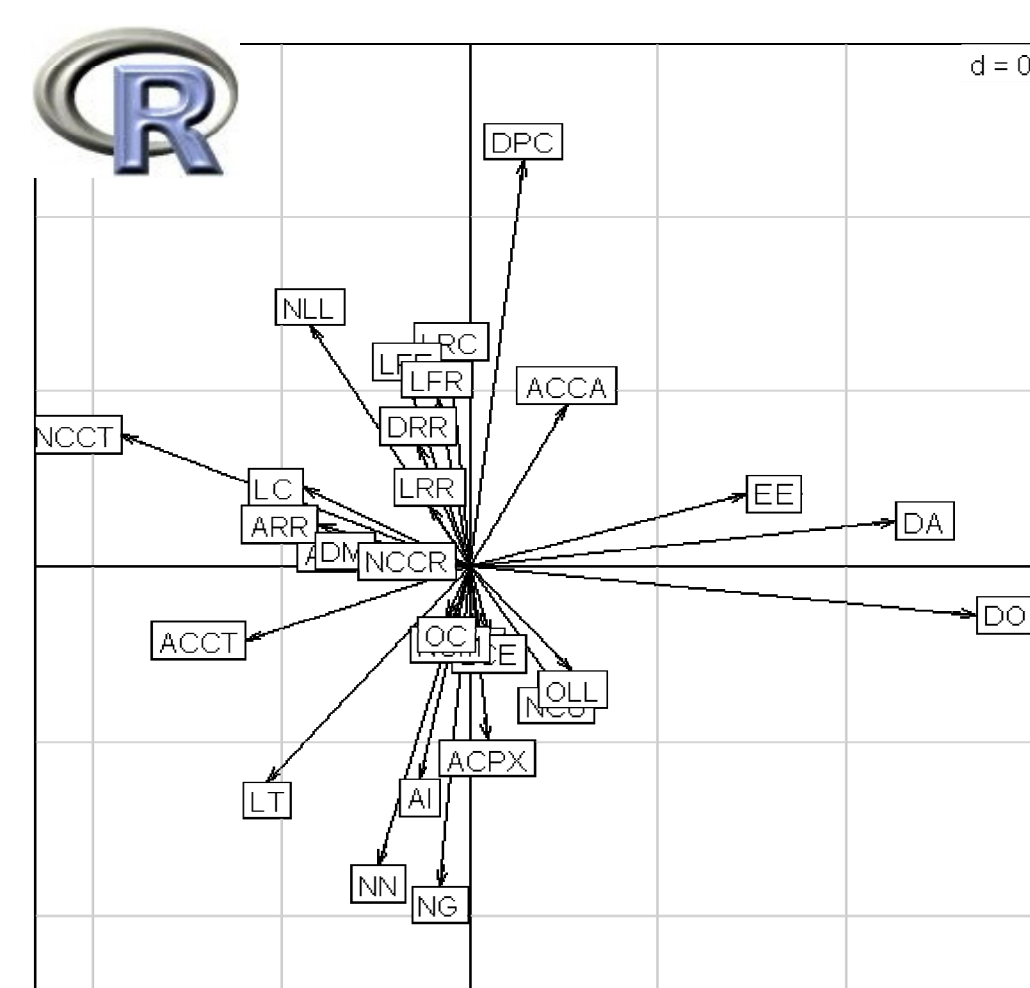 R
d = 0
DPC
NLL
LRC
LFR
ACCA
DRR
NCCT
LC
LRR
EE
ARR
DA
NCCR
DO
ACCT
OC
OLL
ACPX
LT
AI
NN
NG